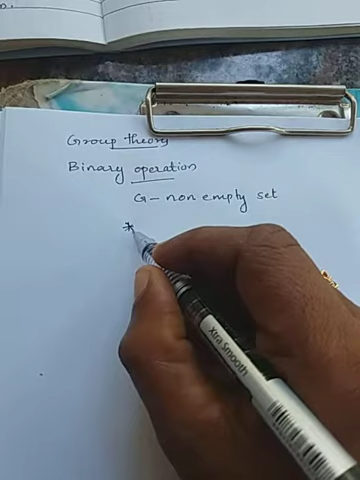 Group theory
Binary operation
G - non empty set
*
Xtra Smooth